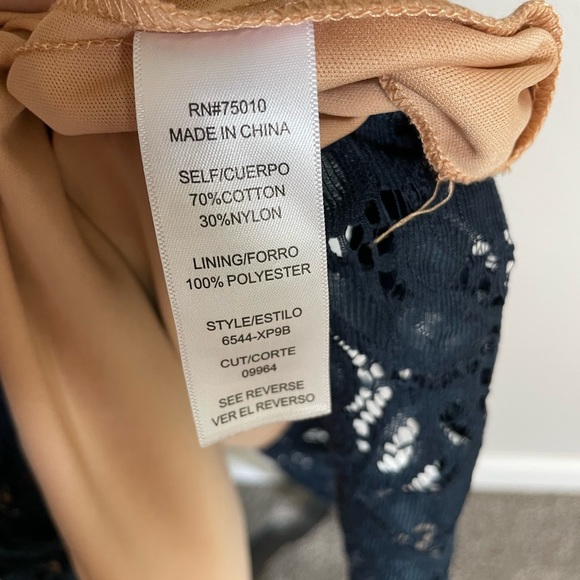 RN#75010
MADE IN CHINA
SELF/CUERPO
70%COTTON
30%NYLON
LINING/FORRO
100% POLYESTER
STYLE/ESTILO
6544-XP9B
CUT/CORTE
09964
SEE REVERSE
VER EL REVERSO